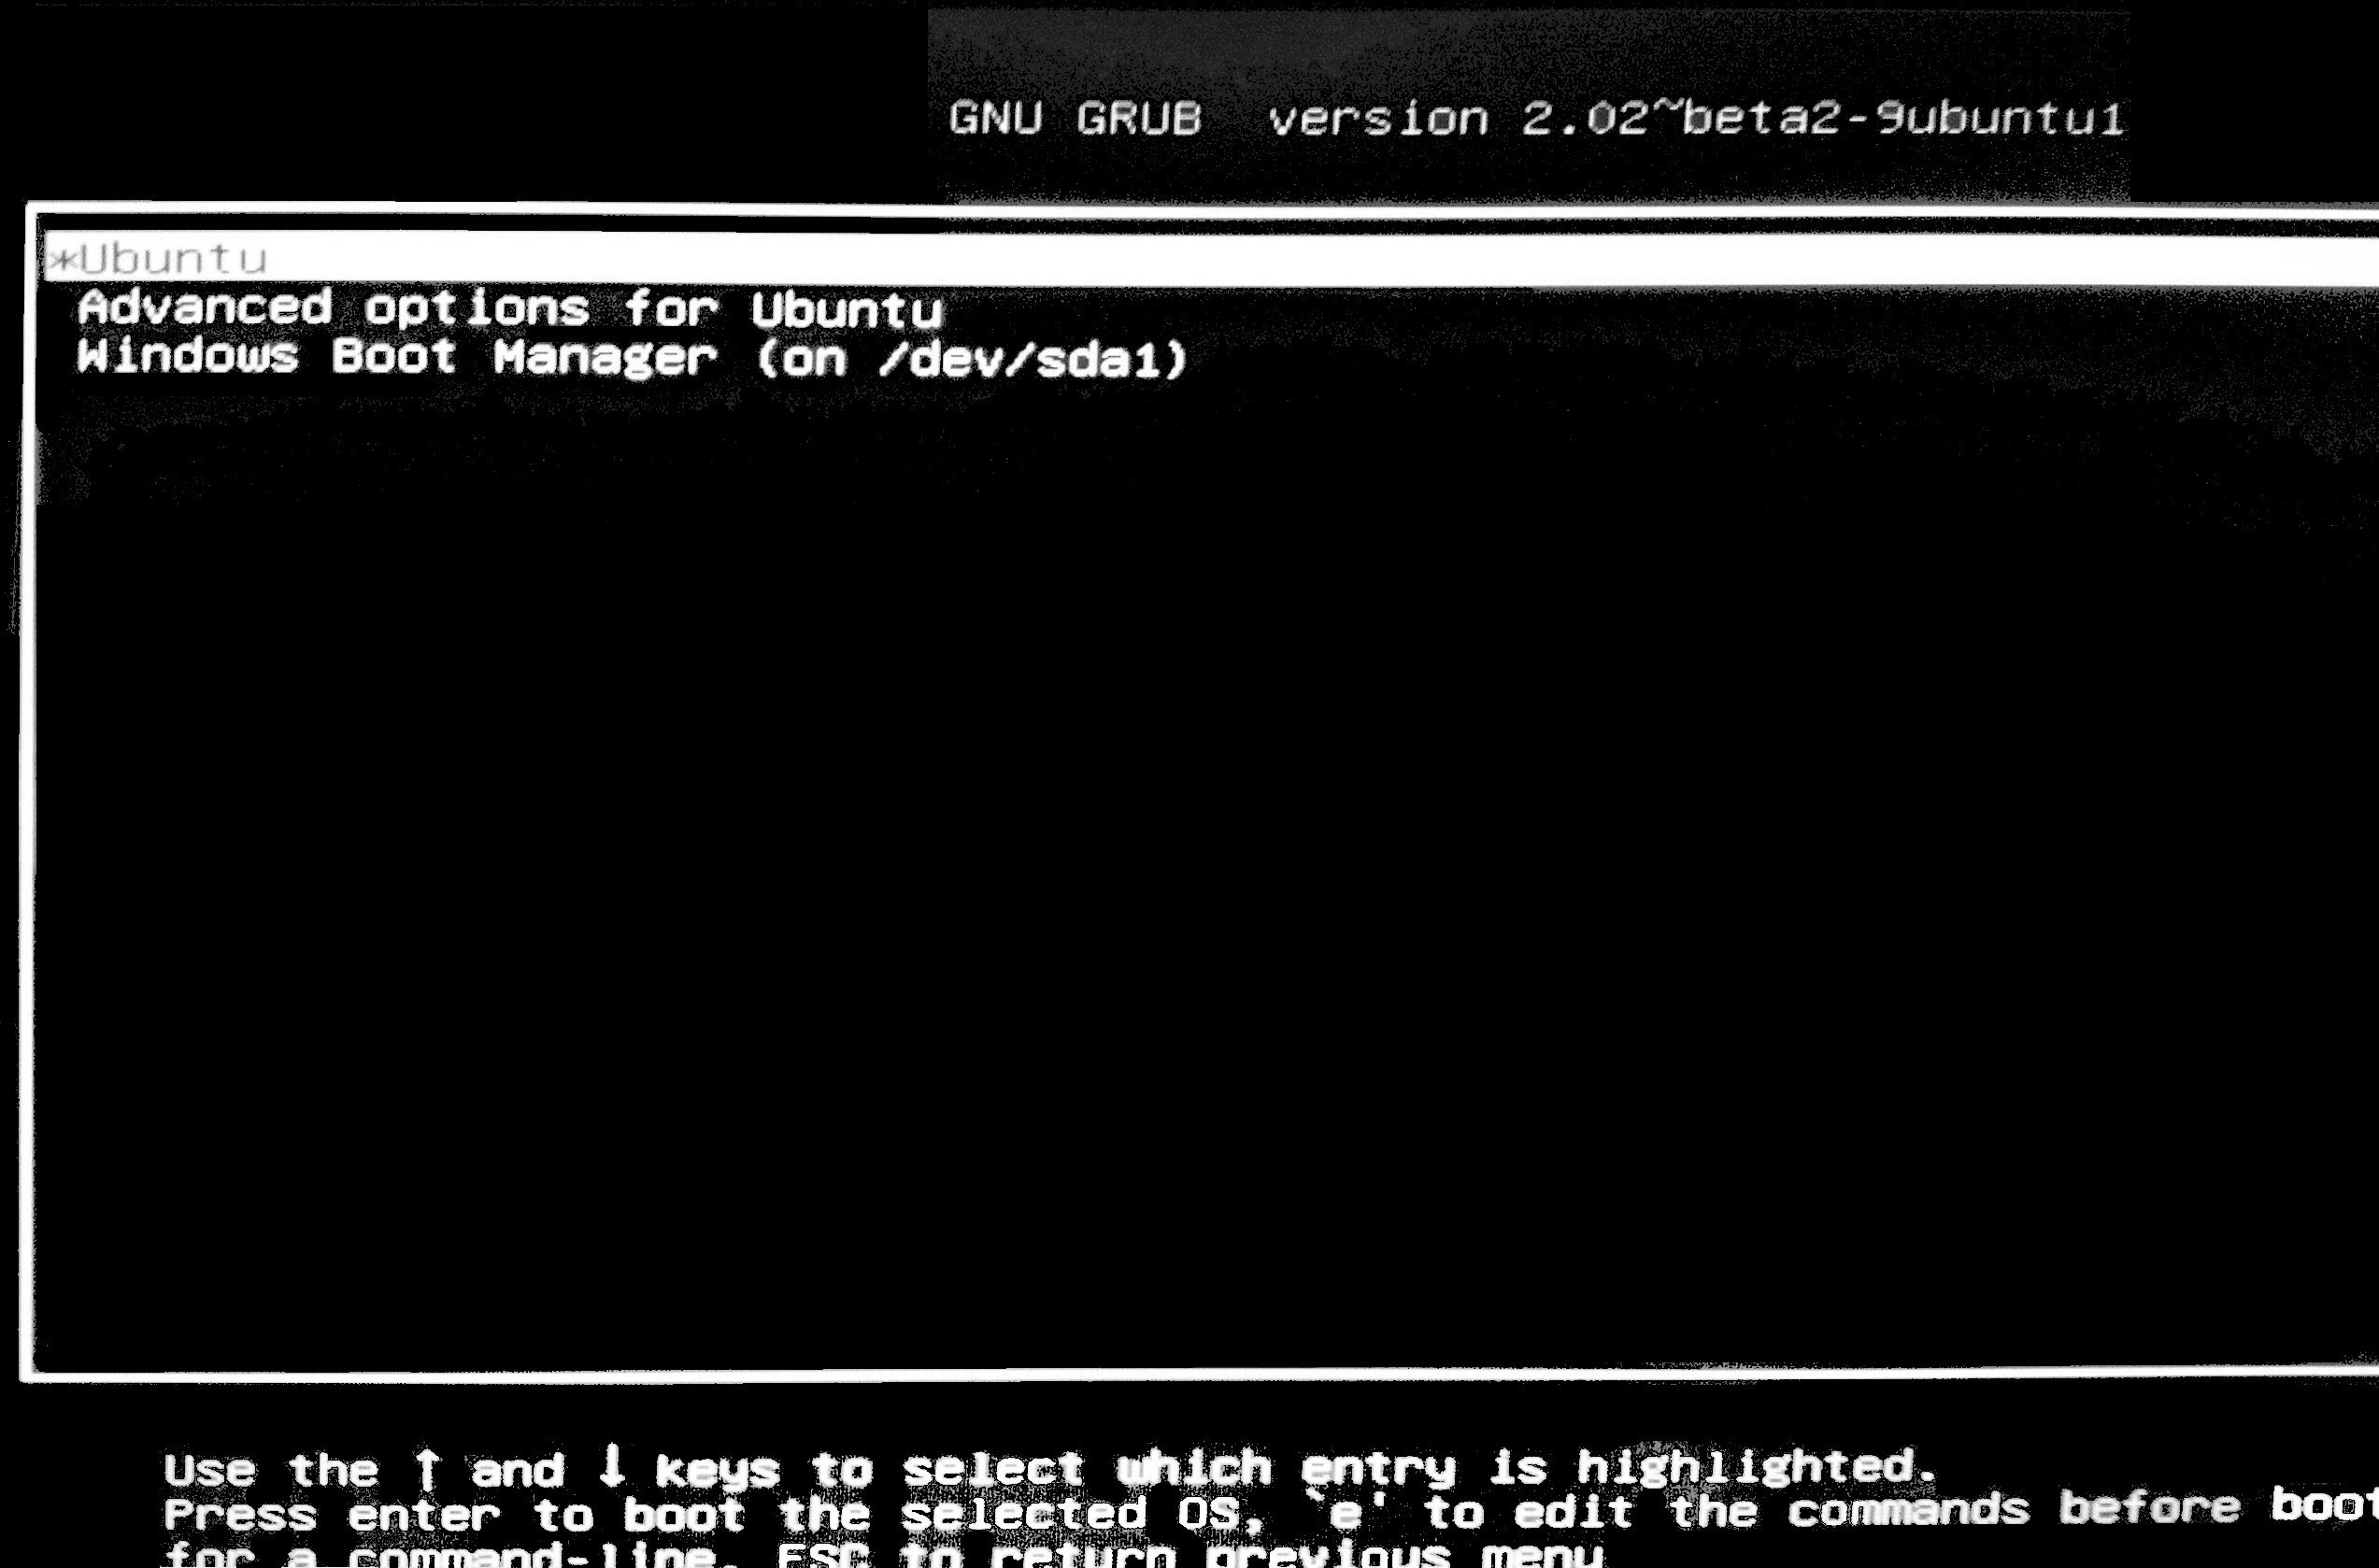 GNU GRUB  version 2.02~beta2-9ubuntu1
*Ubuntu
Advanced options for Ubuntu
Windows Boot Manager (on /dev/sda1)
Use the ↑ and ↓ keys to select which entry is highlighted.
Press enter to boot the selected OS, `e' to edit the commands before boot
for a command-line. ESC to return previous menu